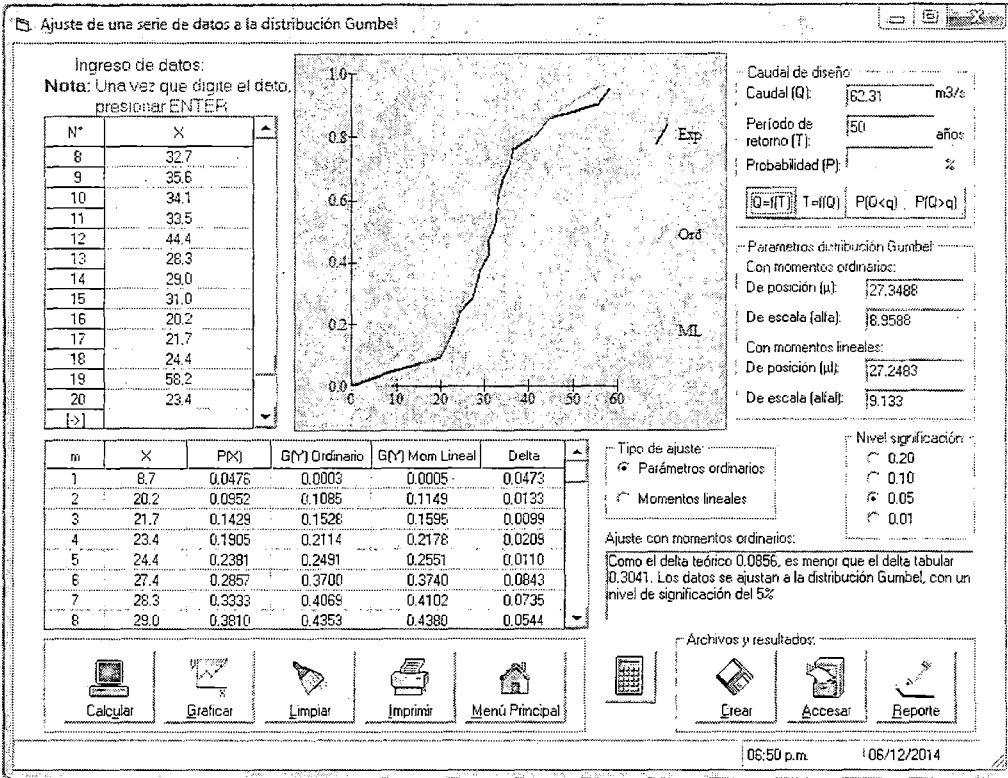 Ajuste de una serie de datos a la distribución Gumbel
Ingreso de datos:
Nota: Una vez que digite el dato,
presionar ENTER
N° X
8 32.7
9 35.6
10 34.1
11 33.5
12 44.4
13 28.3
14 29.0
15 31.0
16 20.2
17 21.7
18 24.4
19 58.2
20 23.4
[->]
1.0
0.8
0.6
0.4
0.2
0.0
10 20 30 40 50 60
Exp
Ord
ML
Caudal de diseño:
Caudal (Q): 62.31 m3/s
Período de
retorno (T): 50 años
Probabilidad (P): %
Q=f(T) T=f(Q) P(Q<q) P(Q>q)
Parametros distribución Gumbel:
Con momentos ordinarios:
De posición (µ): 27.3488
De escala (alfa): 8.9588
Con momentos lineales:
De posición (µl): 27.2483
De escala (alfal): 9.133
m X P(X) G(Y) Ordinario G(Y) Mom Lineal Delta
1 8.7 0.0476 0.0003 0.0005 0.0473
2 20.2 0.0952 0.1085 0.1149 0.0133
3 21.7 0.1429 0.1528 0.1595 0.0099
4 23.4 0.1905 0.2114 0.2178 0.0209
5 24.4 0.2381 0.2491 0.2551 0.0110
6 27.4 0.2857 0.3700 0.3740 0.0843
7 28.3 0.3333 0.4069 0.4102 0.0735
8 29.0 0.3810 0.4353 0.4380 0.0544
Tipo de ajuste:
Parámetros ordinarios
Momentos lineales
Nivel significación:
0.20
0.10
0.05
0.01
Ajuste con momentos ordinarios:
Como el delta teórico 0.0856, es menor que el delta tabular
0.3041. Los datos se ajustan a la distribución Gumbel, con un
nivel de significación del 5%
Calcular Graficar Limpiar Imprimir Menú Principal
Archivos y resultados:
Crear Accesar Reporte
06:50 p.m. 06/12/2014